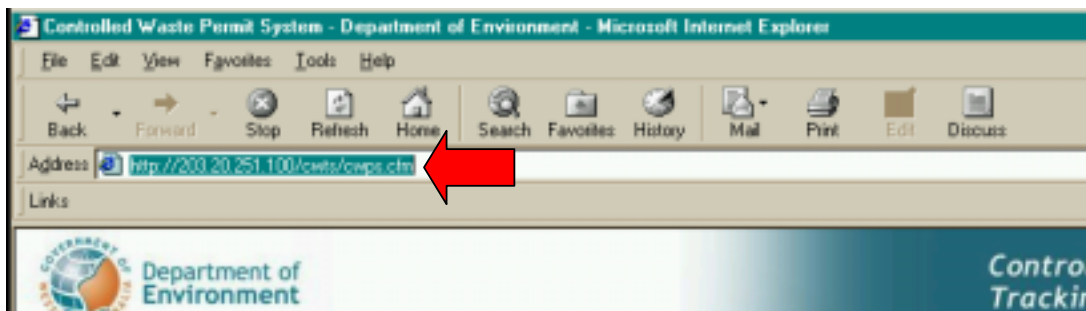 Controlled Waste Permit System - Department of Environment - Microsoft Internet Explorer
File Edit View Favorites Tools Help
Back Forward Stop Refresh Home Search Favorites History Mail Print Edit Discuss
Address http://203.20.251.100/cwts/cwps.cfm
Links
GOVERNMENT OF
Department of
Environment
Contro
Trackin